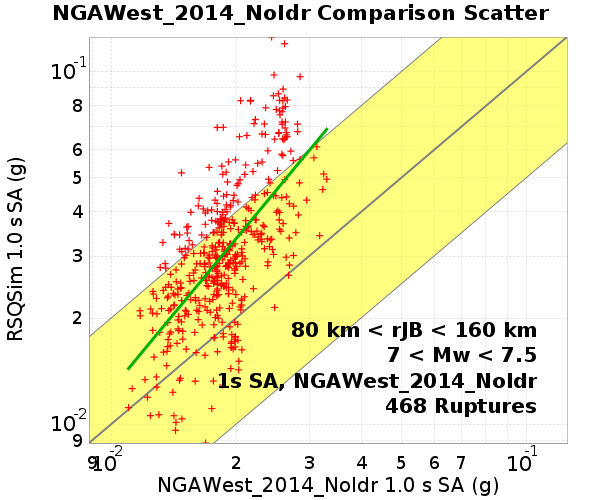 NGAWest_2014_NoIdr Comparison Scatter
RSQSim 1.0 s SA (g)
10^-1
8
6
5
4
3
2
10^-2
9
80 km < rJB < 160 km
7 < Mw < 7.5
1s SA, NGAWest_2014_NoIdr
468 Ruptures
9 10^-2 2 3 4 5 6 7 10^-1
NGAWest_2014_NoIdr 1.0 s SA (g)